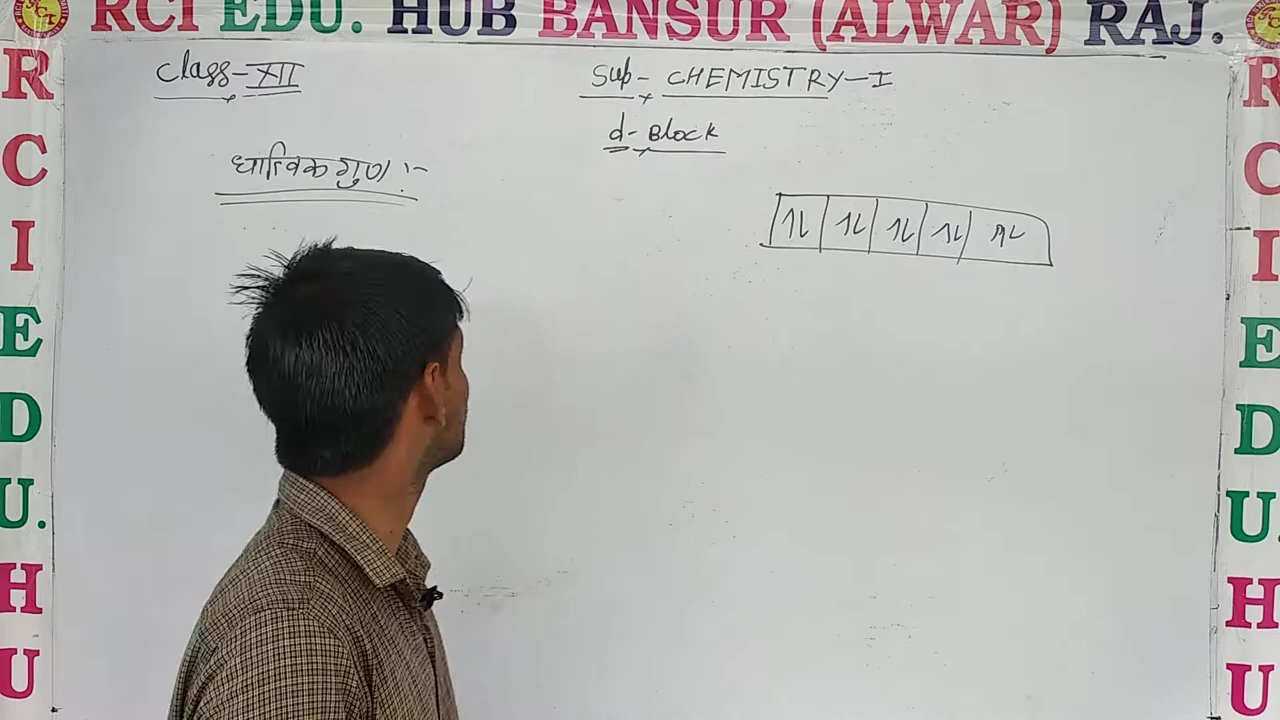 RCI EDU. HUB BANSUR (ALWAR) RAJ.
Class-XII
Sub- CHEMISTRY-I
d-Block
धात्विक गुण :-
R
C
I
E
D
U.
H
U
R
C
I
E
D
U.
H
U